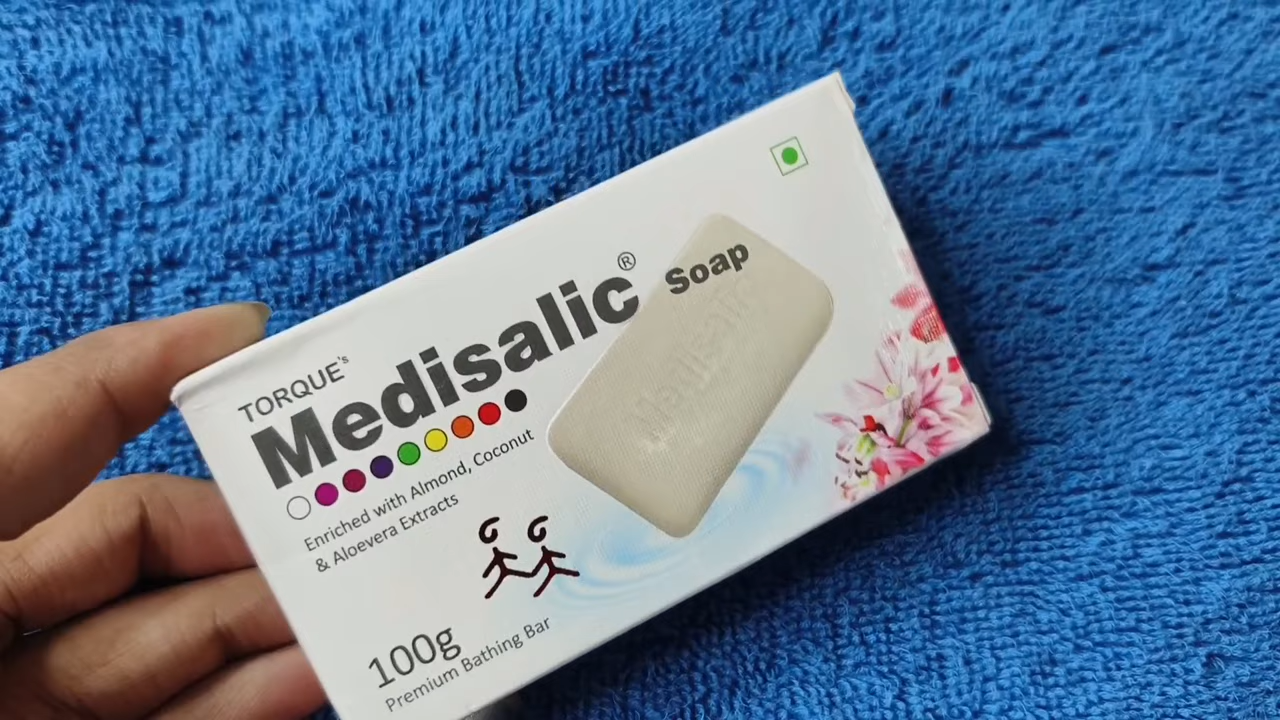 TORQUE's
Medisalic® Soap
Enriched with Almond, Coconut
& Aloevera Extracts
100g
Premium Bathing Bar